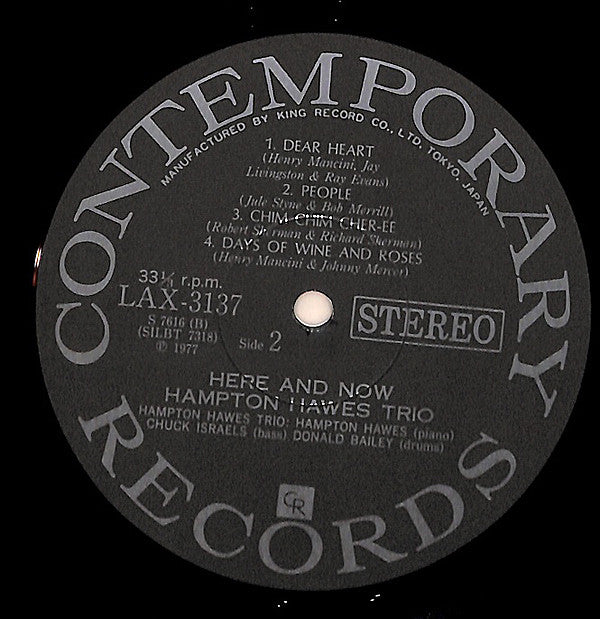 CONTEMPORARY
MANUFACTURED BY KING RECORD CO., LTD. TOKYO, JAPAN
1. DEAR HEART
(Henry Mancini, Jay
Livingston & Ray Evans)
2. PEOPLE
(Jule Styne & Bob Merrill)
3. CHIM CHIM CHER-EE
(Robert Sherman & Richard Sherman)
4. DAYS OF WINE AND ROSES
(Henry Mancini & Johnny Mercer)
33⅓ r.p.m.
LAX-3137
S 7616 (B)
(SILBT 7318)
℗ 1977
Side 2
STEREO
HERE AND NOW
HAMPTON HAWES TRIO
HAMPTON HAWES TRIO: HAMPTON HAWES (piano)
CHUCK ISRAELS (bass) DONALD BAILEY (drums)
CR
RECORDS